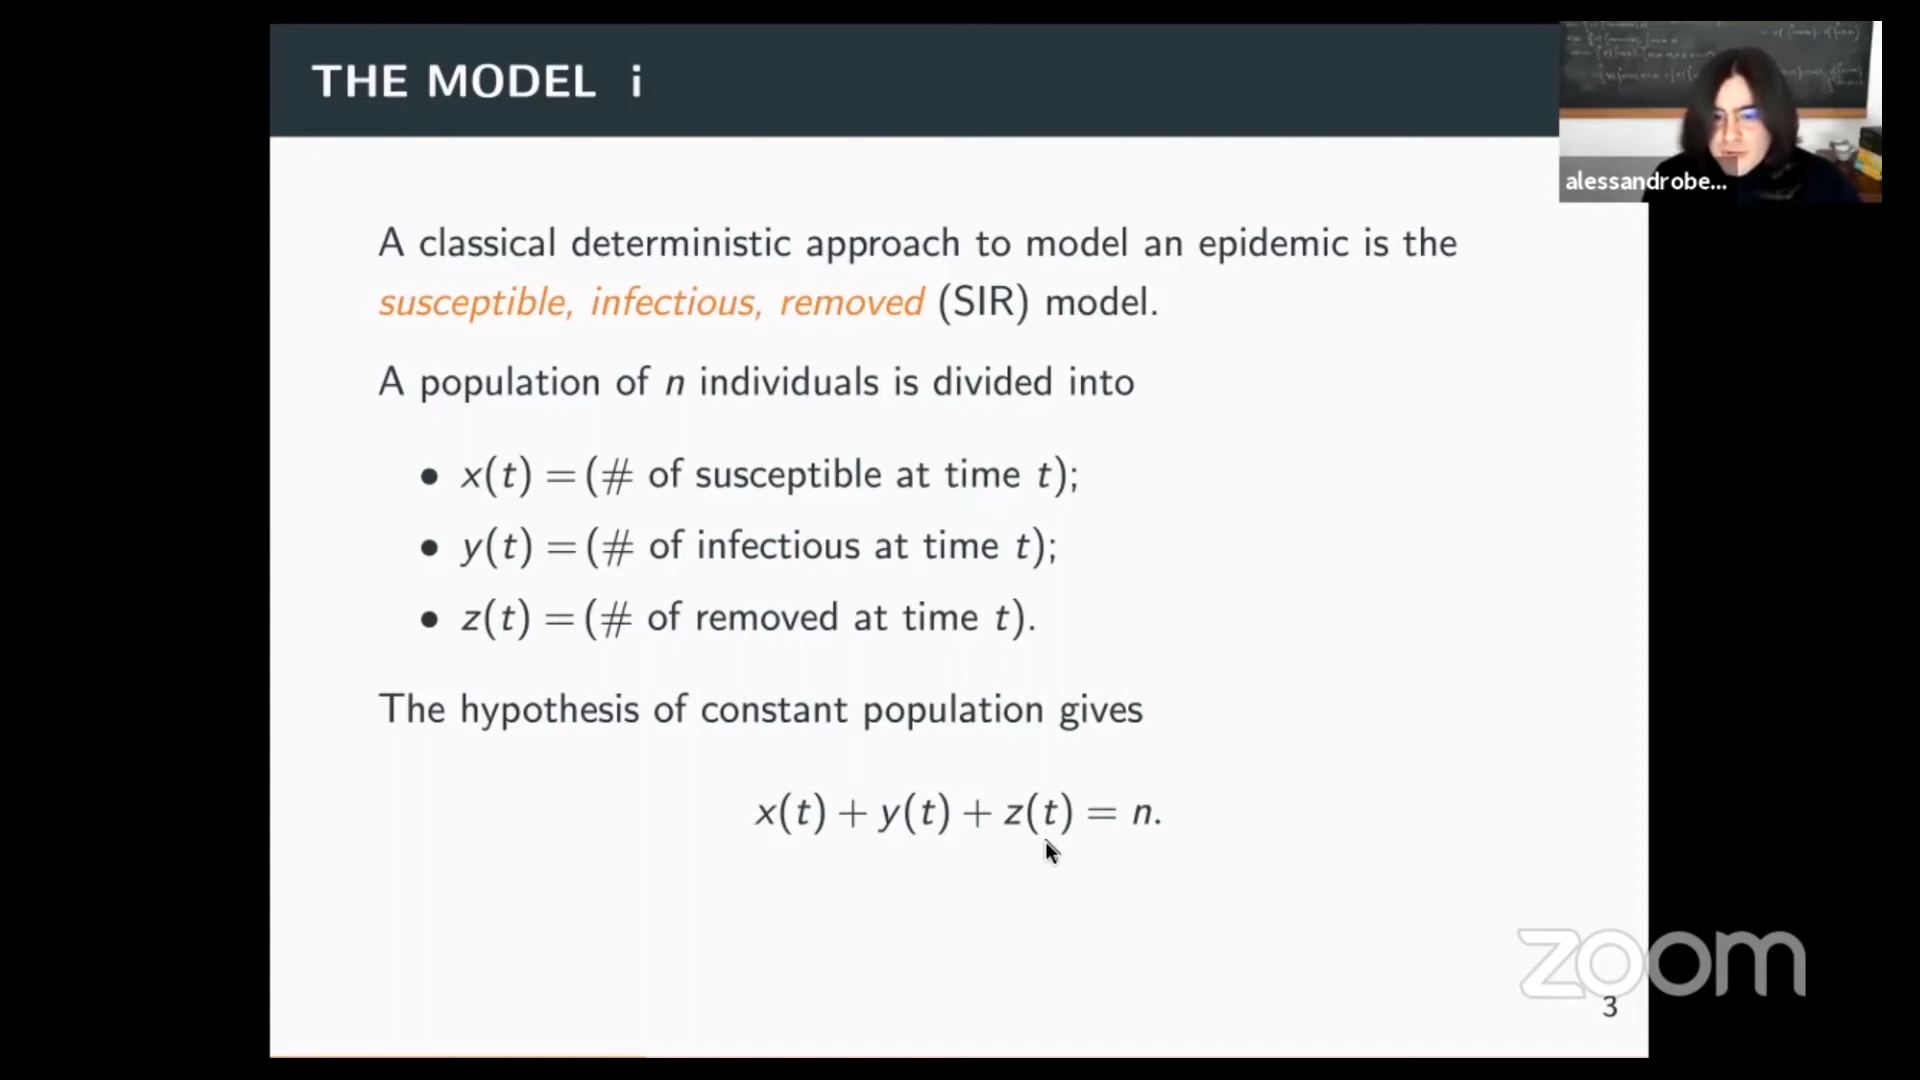 THE MODEL i
alessandrobe...
A classical deterministic approach to model an epidemic is the
susceptible, infectious, removed (SIR) model.
A population of n individuals is divided into
• x(t) = (# of susceptible at time t);
• y(t) = (# of infectious at time t);
• z(t) = (# of removed at time t).
The hypothesis of constant population gives
x(t) + y(t) + z(t) = n.
zoom
3